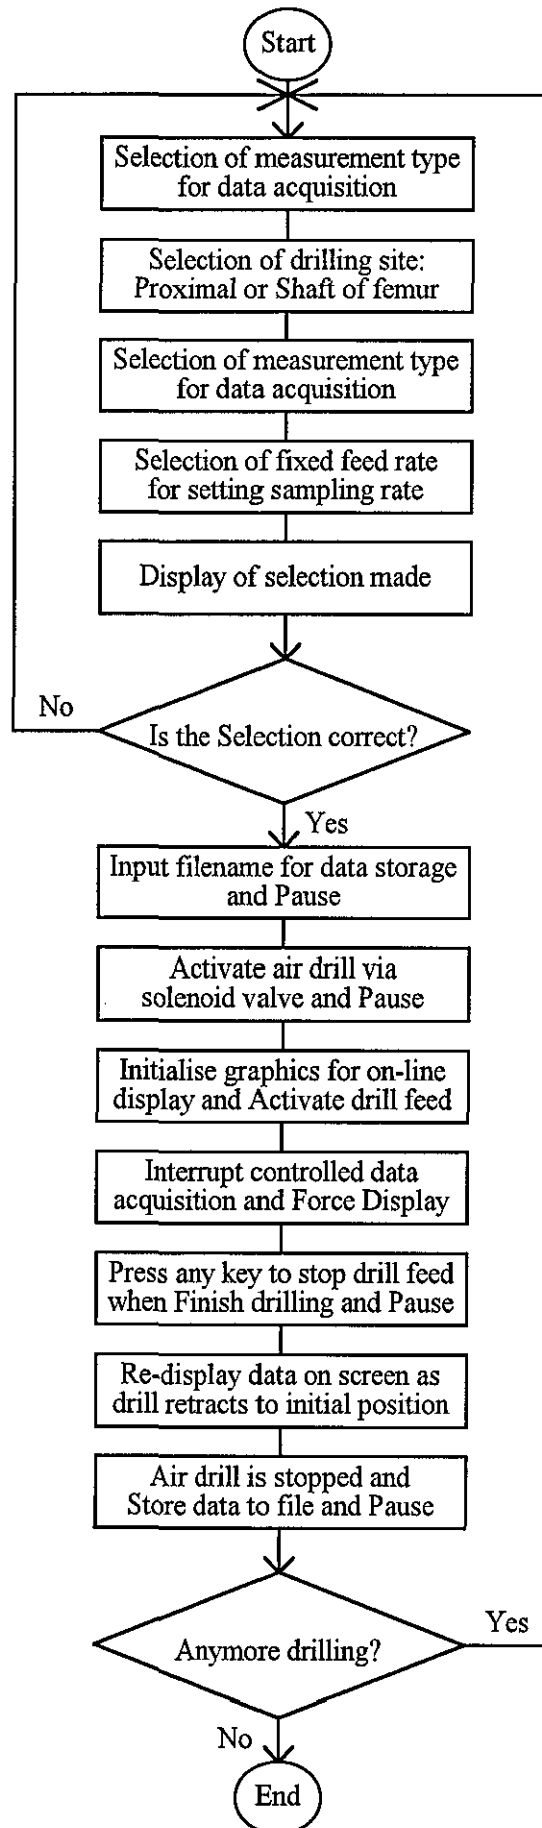 Start
Selection of measurement type
for data acquisition
Selection of drilling site:
Proximal or Shaft of femur
Selection of measurement type
for data acquisition
Selection of fixed feed rate
for setting sampling rate
Display of selection made
No
Is the Selection correct?
Yes
Input filename for data storage
and Pause
Activate air drill via
solenoid valve and Pause
Initialise graphics for on-line
display and Activate drill feed
Interrupt controlled data
acquisition and Force Display
Press any key to stop drill feed
when Finish drilling and Pause
Re-display data on screen as
drill retracts to initial position
Air drill is stopped and
Store data to file and Pause
Yes
Anymore drilling?
No
End